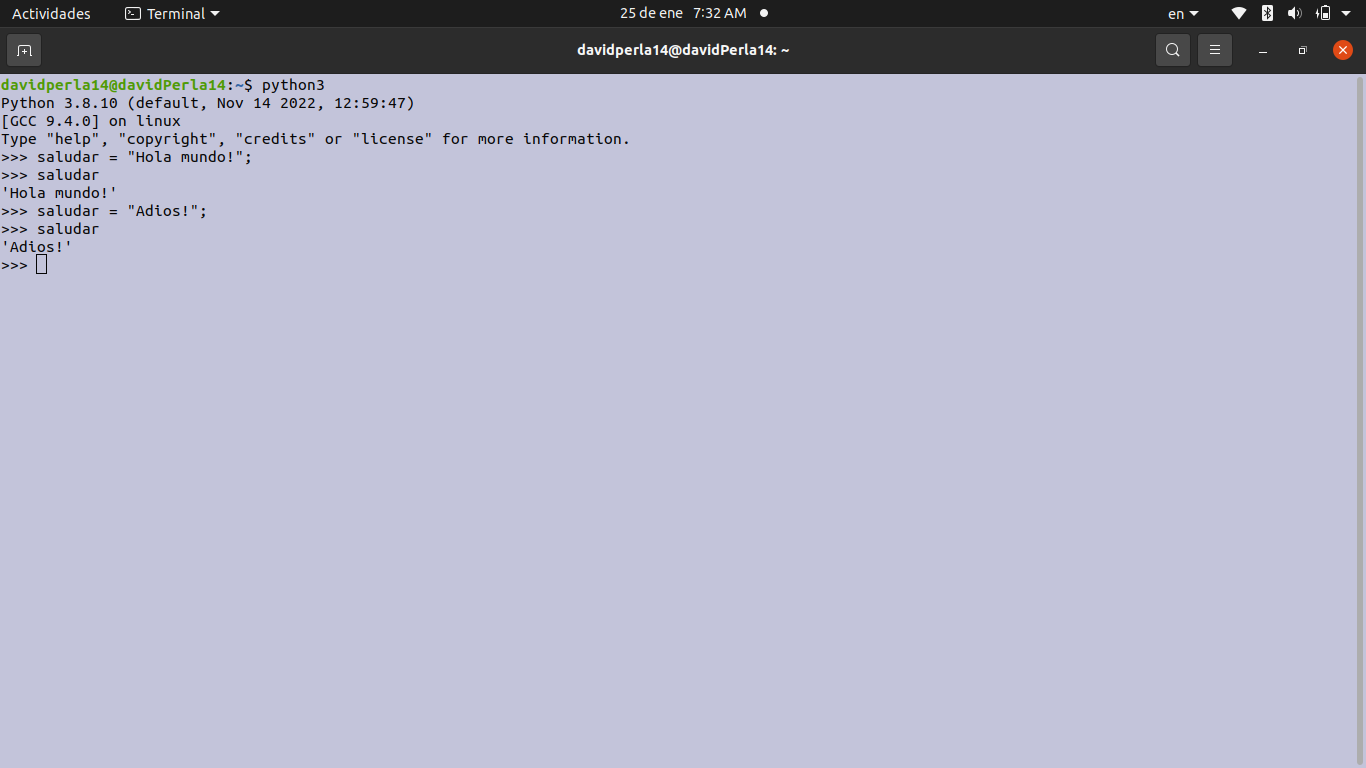 Actividades Terminal 25 de ene 7:32 AM en
davidperla14@davidPerla14: ~
davidperla14@davidPerla14:~$ python3
Python 3.8.10 (default, Nov 14 2022, 12:59:47)
[GCC 9.4.0] on linux
Type "help", "copyright", "credits" or "license" for more information.
>>> saludar = "Hola mundo!";
>>> saludar
'Hola mundo!'
>>> saludar = "Adios!";
>>> saludar
'Adios!'
>>>